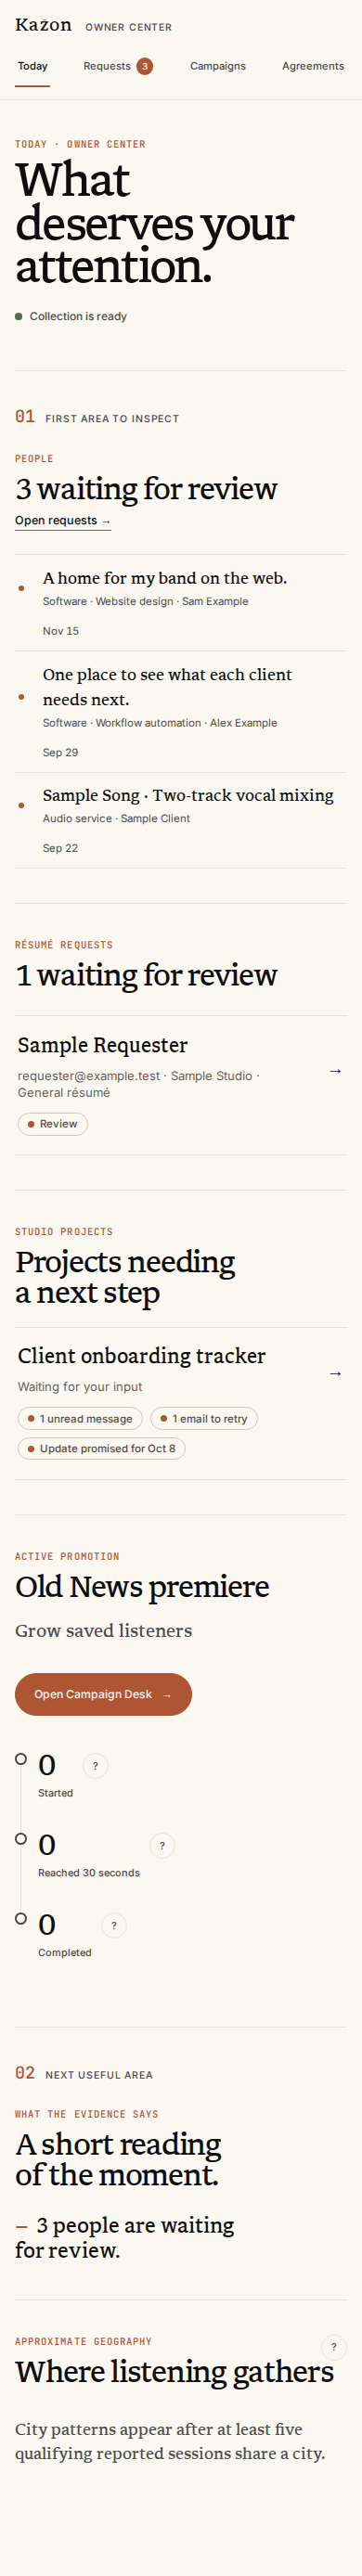 Kažon OWNER CENTER
Today Requests 3 Campaigns Agreements
TODAY · OWNER CENTER
What
deserves your
attention.
Collection is ready
01 FIRST AREA TO INSPECT
PEOPLE
3 waiting for review
Open requests →
A home for my band on the web.
Software · Website design · Sam Example
Nov 15
One place to see what each client
needs next.
Software · Workflow automation · Alex Example
Sep 29
Sample Song · Two-track vocal mixing
Audio service · Sample Client
Sep 22
RÉSUMÉ REQUESTS
1 waiting for review
Sample Requester
→
requester@example.test · Sample Studio ·
General résumé
Review
STUDIO PROJECTS
Projects needing
a next step
Client onboarding tracker
→
Waiting for your input
1 unread message 1 email to retry
Update promised for Oct 8
ACTIVE PROMOTION
Old News premiere
Grow saved listeners
Open Campaign Desk →
0 ?
Started
0 ?
Reached 30 seconds
0 ?
Completed
02 NEXT USEFUL AREA
WHAT THE EVIDENCE SAYS
A short reading
of the moment.
— 3 people are waiting
for review.
APPROXIMATE GEOGRAPHY ?
Where listening gathers
City patterns appear after at least five
qualifying reported sessions share a city.